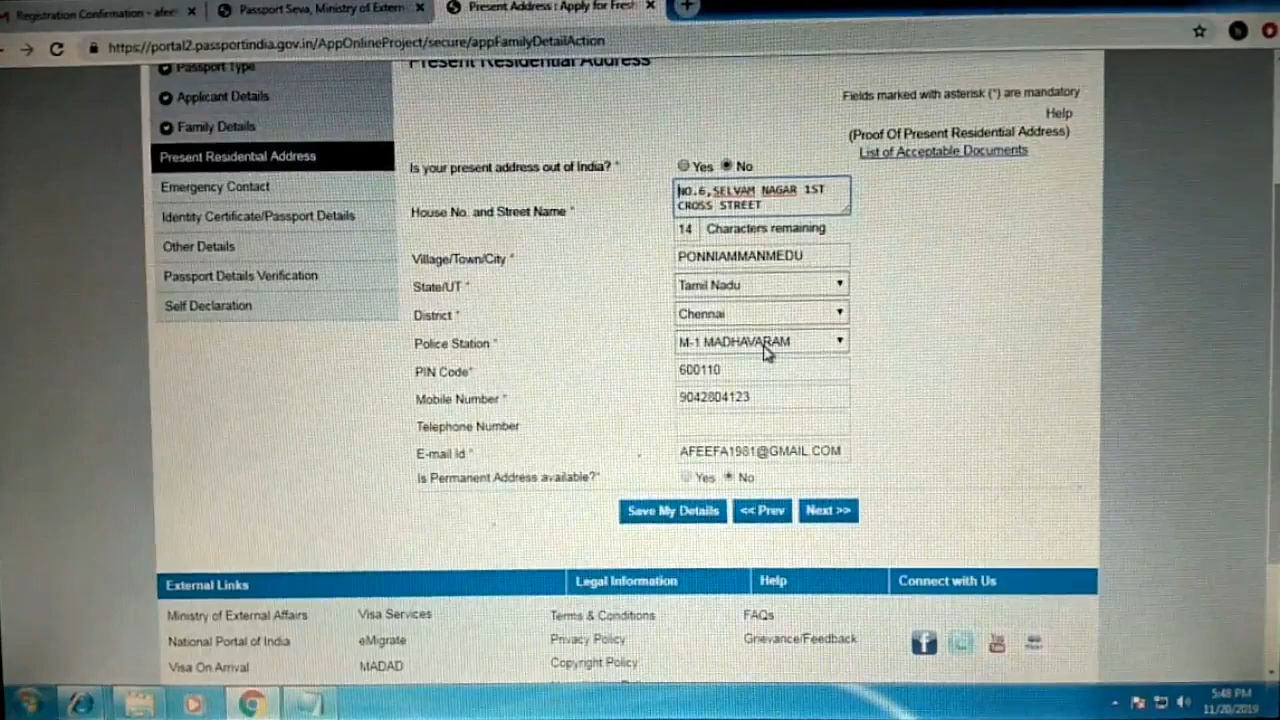 Registration Confirmation - afee
Passport Seva, Ministry of Extern
Present Address : Apply for Fresh
https://portal2.passportindia.gov.in/AppOnlineProject/secure/appFamilyDetailAction
Passport Type
Applicant Details
Family Details
Present Residential Address
Emergency Contact
Identity Certificate/Passport Details
Other Details
Passport Details Verification
Self Declaration
Present Residential Address
Fields marked with asterisk (*) are mandatory
Help
(Proof Of Present Residential Address)
List of Acceptable Documents
Is your present address out of India? * Yes No
House No. and Street Name *
NO.6,SELVAM NAGAR 1ST
CROSS STREET
14 Characters remaining
Village/Town/City * PONNIAMMANMEDU
State/UT * Tamil Nadu
District * Chennai
Police Station * M-1 MADHAVARAM
PIN Code* 600110
Mobile Number * 9042804123
Telephone Number
E-mail Id * AFEEFA1981@GMAIL.COM
Is Permanent Address available?* Yes No
Save My Details << Prev Next >>
External Links
Legal Information
Help
Connect with Us
Ministry of External Affairs
Visa Services
Terms & Conditions
FAQs
National Portal of India
eMigrate
Privacy Policy
Grievance/Feedback
Visa On Arrival
MADAD
Copyright Policy
You
5:48 PM
11/20/2019